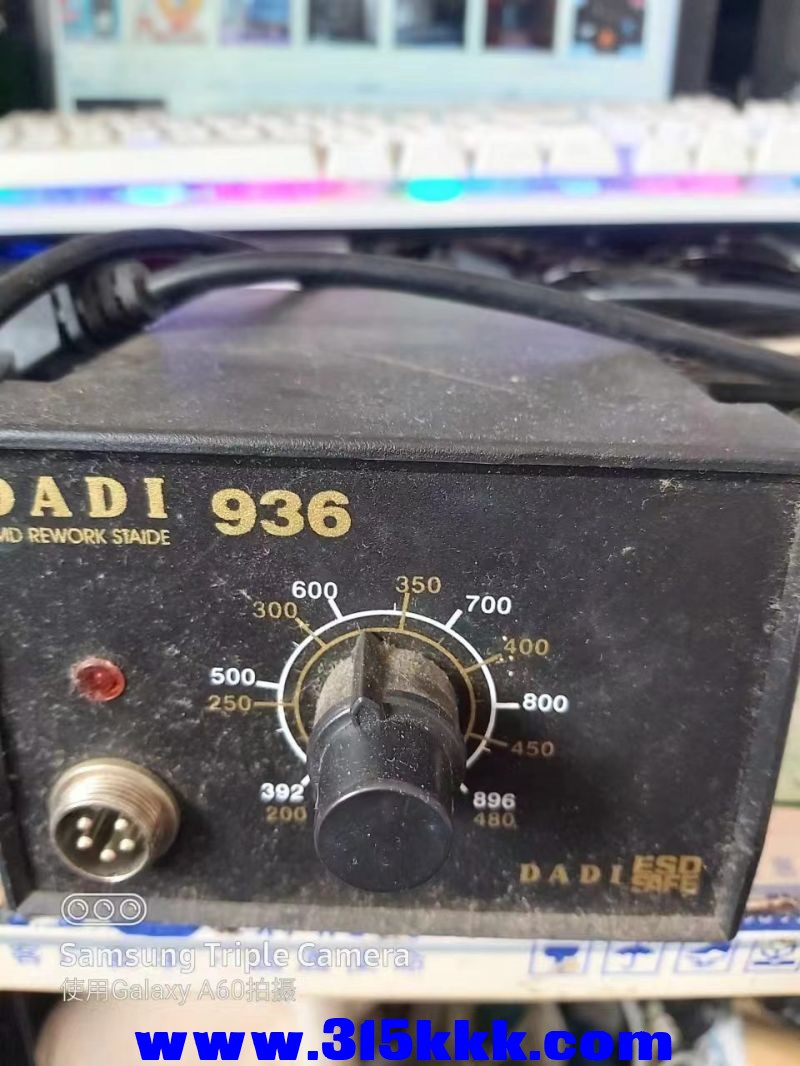 DADI 936
MD REWORK STAIDE
600
350
700
300
400
500
250
800
450
392
200
896
480
DADI ESD
SAFE
Samsung Triple Camera
使用Galaxy A60拍摄
www.315kkk.com